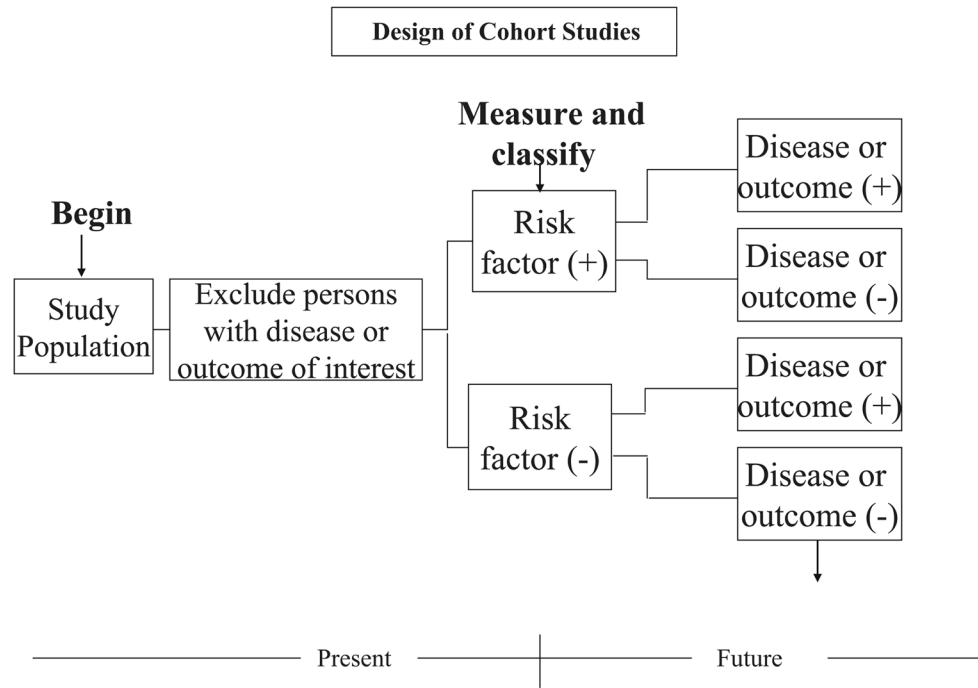 Design of Cohort Studies
Measure and
classify
Begin
Study
Population
Exclude persons
with disease or
outcome of interest
Risk
factor (+)
Risk
factor (-)
Disease or
outcome (+)
Disease or
outcome (-)
Disease or
outcome (+)
Disease or
outcome (-)
Present
Future